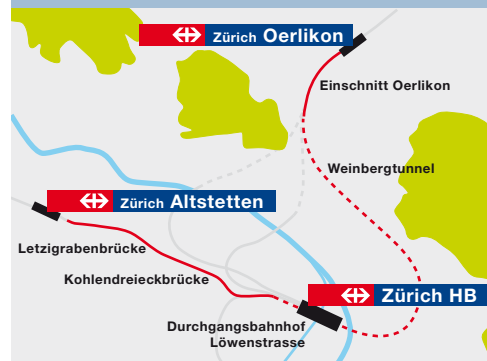 Zürich Oerlikon
Einschnitt Oerlikon
Weinbergtunnel
Zürich Altstetten
Letzigrabenbrücke
Kohlendreieckbrücke
Zürich HB
Durchgangsbahnhof
Löwenstrasse